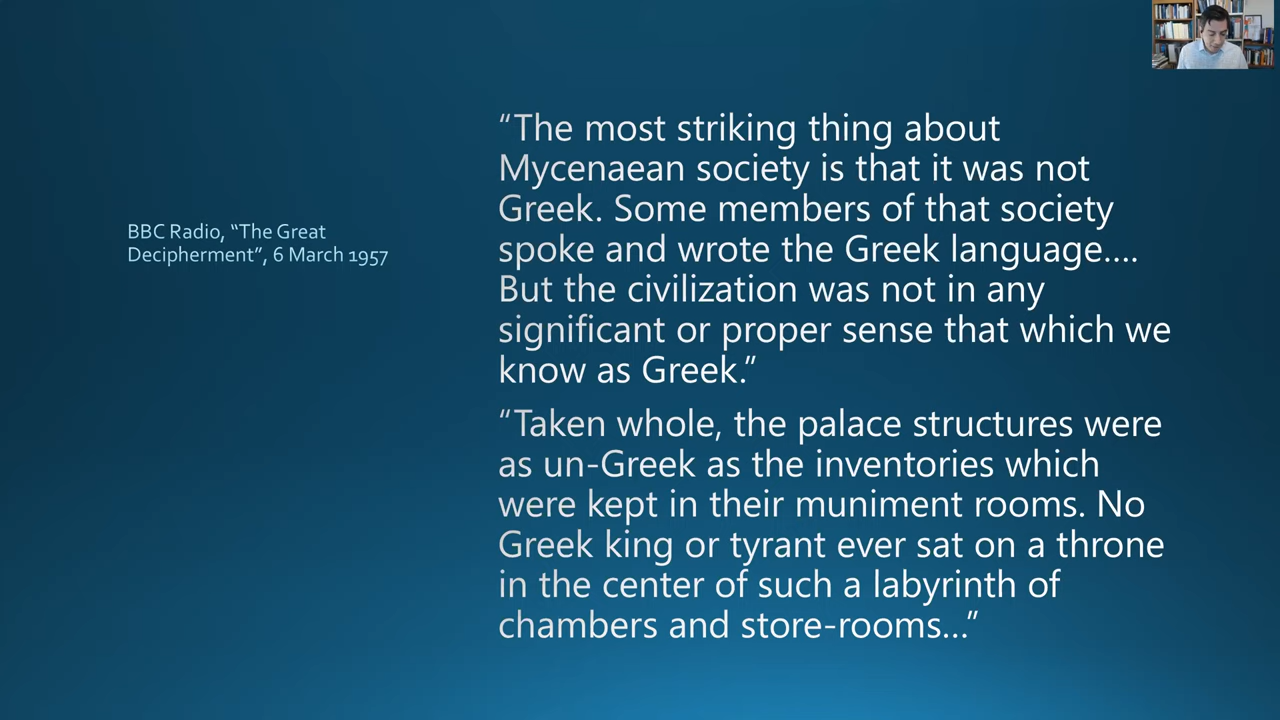 BBC Radio, “The Great
Decipherment”, 6 March 1957
“The most striking thing about
Mycenaean society is that it was not
Greek. Some members of that society
spoke and wrote the Greek language….
But the civilization was not in any
significant or proper sense that which we
know as Greek.”
“Taken whole, the palace structures were
as un-Greek as the inventories which
were kept in their muniment rooms. No
Greek king or tyrant ever sat on a throne
in the center of such a labyrinth of
chambers and store-rooms…”